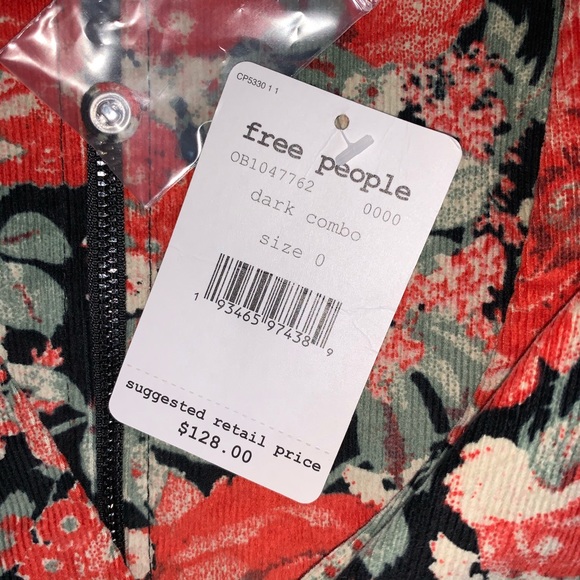 CP5330 1 1
free people
OB1047762 0000
dark combo
size 0
1 93465 97438 9
suggested retail price
$128.00